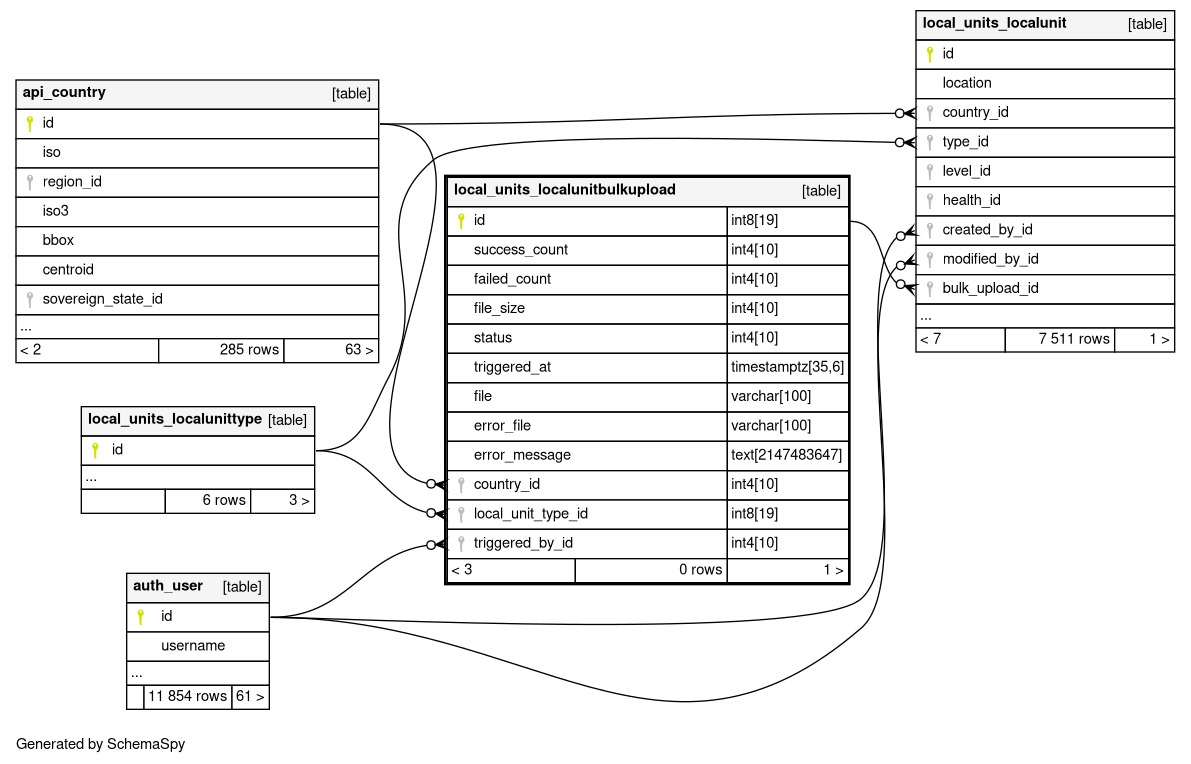 local_units_localunit [table]
id
location
country_id
type_id
level_id
health_id
created_by_id
modified_by_id
bulk_upload_id
...
< 7 7 511 rows 1 >
api_country [table]
id
iso
region_id
iso3
bbox
centroid
sovereign_state_id
...
< 2 285 rows 63 >
local_units_localunitbulkupload [table]
id int8[19]
success_count int4[10]
failed_count int4[10]
file_size int4[10]
status int4[10]
triggered_at timestamptz[35,6]
file varchar[100]
error_file varchar[100]
error_message text[2147483647]
country_id int4[10]
local_unit_type_id int8[19]
triggered_by_id int4[10]
< 3 0 rows 1 >
local_units_localunittype [table]
id
...
6 rows 3 >
auth_user [table]
id
username
...
11 854 rows 61 >
Generated by SchemaSpy